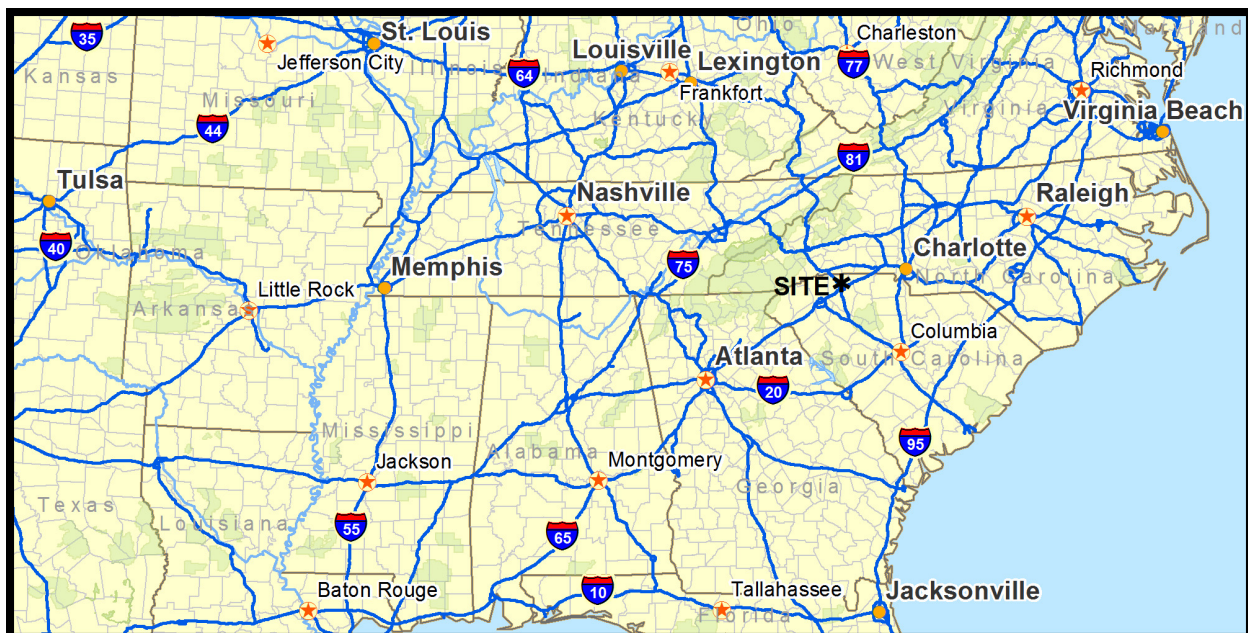 Ohio
Maryland
Charleston
35
St. Louis
Louisville
Lexington
77
West Virginia
Jefferson City
Illinois
64
Indiana
Richmond
Kansas
Frankfort
Missouri
Kentucky
Virginia
Virginia Beach
44
81
Tulsa
Nashville
Raleigh
40
Oklahoma
Tennessee
75
Charlotte
Memphis
North Carolina
SITE*
Little Rock
Arkansas
Columbia
Atlanta
South Carolina
20
Mississippi
95
Alabama
Jackson
Montgomery
Georgia
Texas
Louisiana
55
65
Baton Rouge
10
Tallahassee
Jacksonville
Florida